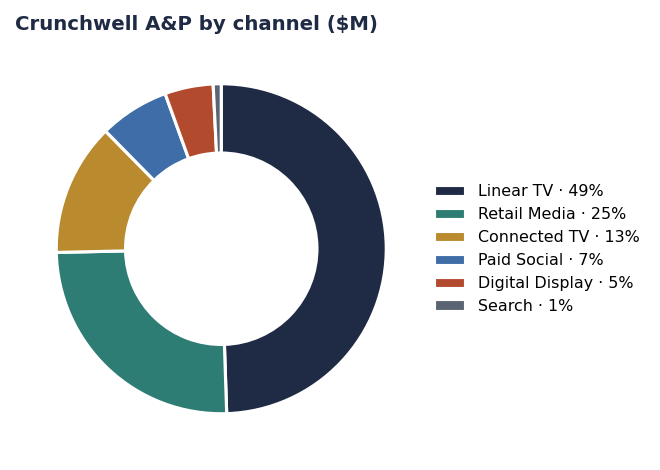 Crunchwell A&P by channel ($M)
Linear TV · 49%
Retail Media · 25%
Connected TV · 13%
Paid Social · 7%
Digital Display · 5%
Search · 1%